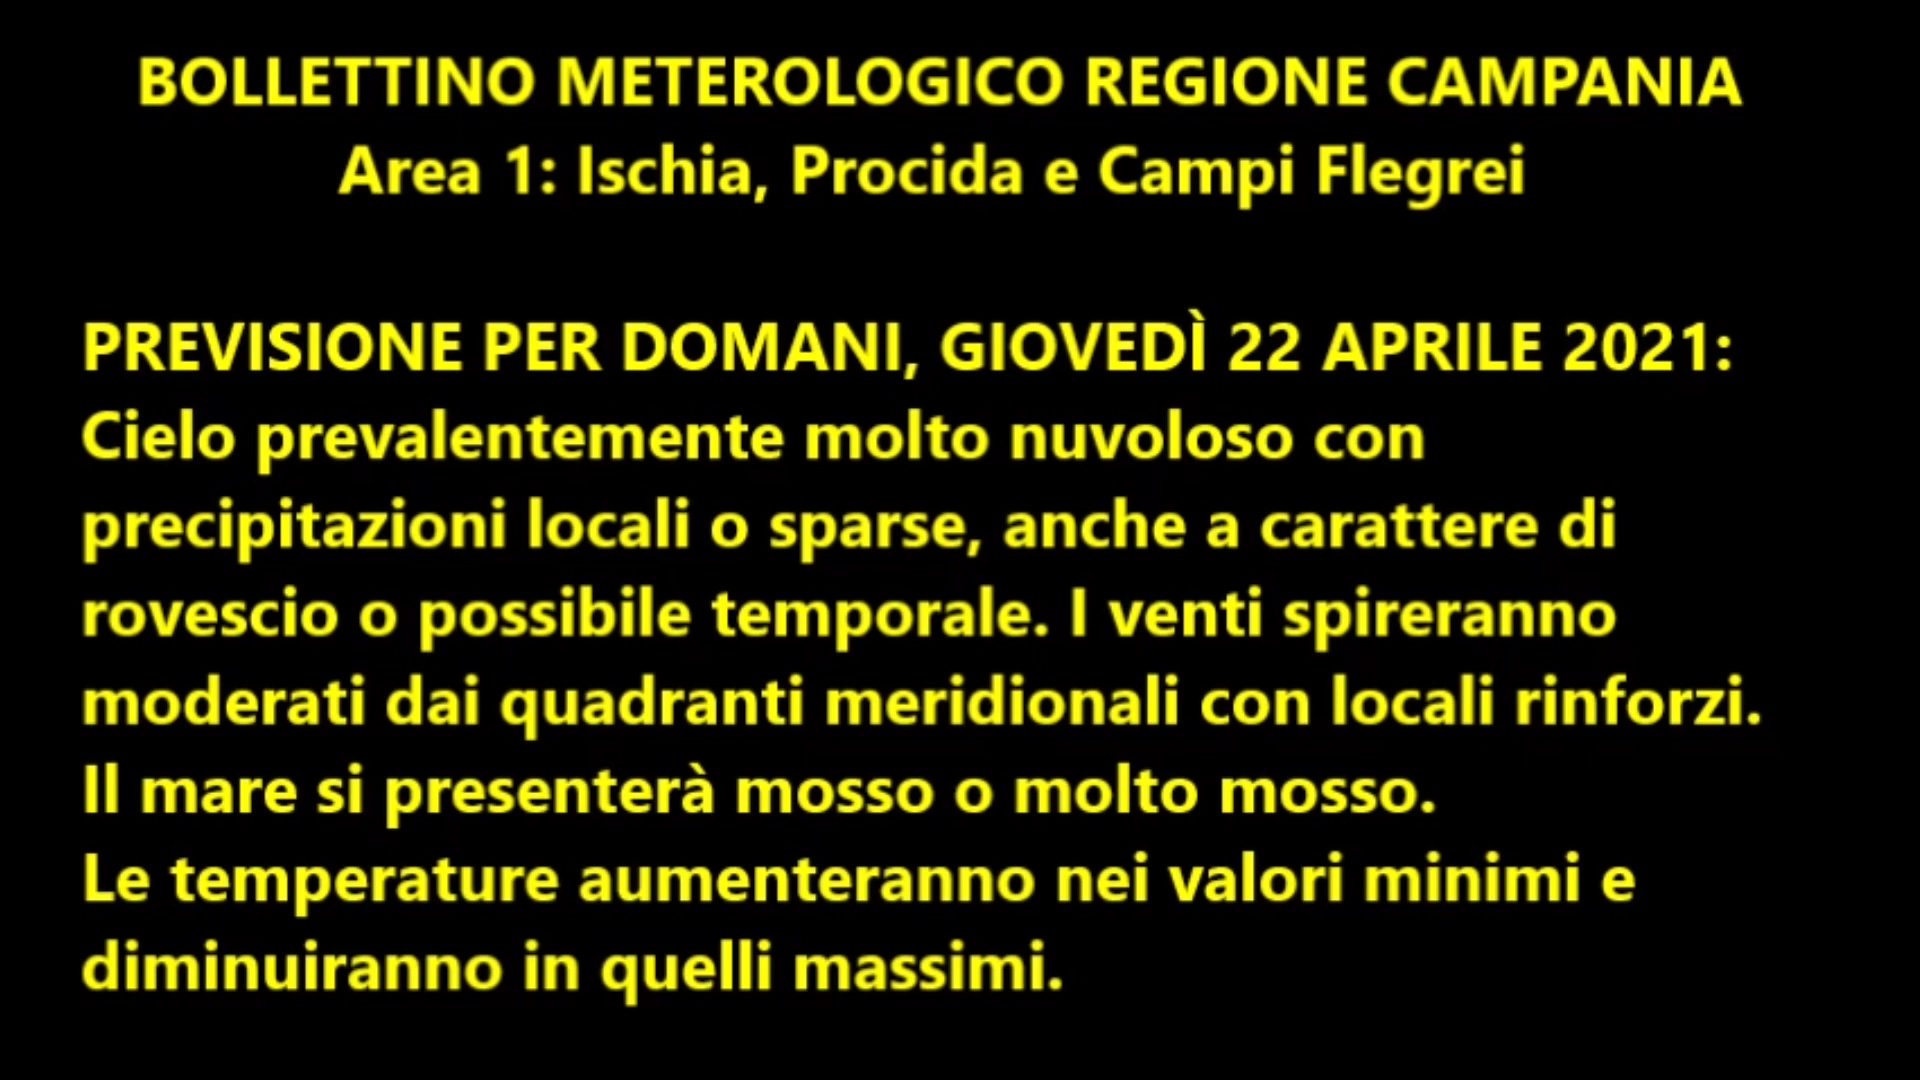 BOLLETTINO METEROLOGICO REGIONE CAMPANIA
Area 1: Ischia, Procida e Campi Flegrei
PREVISIONE PER DOMANI, GIOVEDÌ 22 APRILE 2021:
Cielo prevalentemente molto nuvoloso con
precipitazioni locali o sparse, anche a carattere di
rovescio o possibile temporale. I venti spireranno
moderati dai quadranti meridionali con locali rinforzi.
Il mare si presenterà mosso o molto mosso.
Le temperature aumenteranno nei valori minimi e
diminuiranno in quelli massimi.